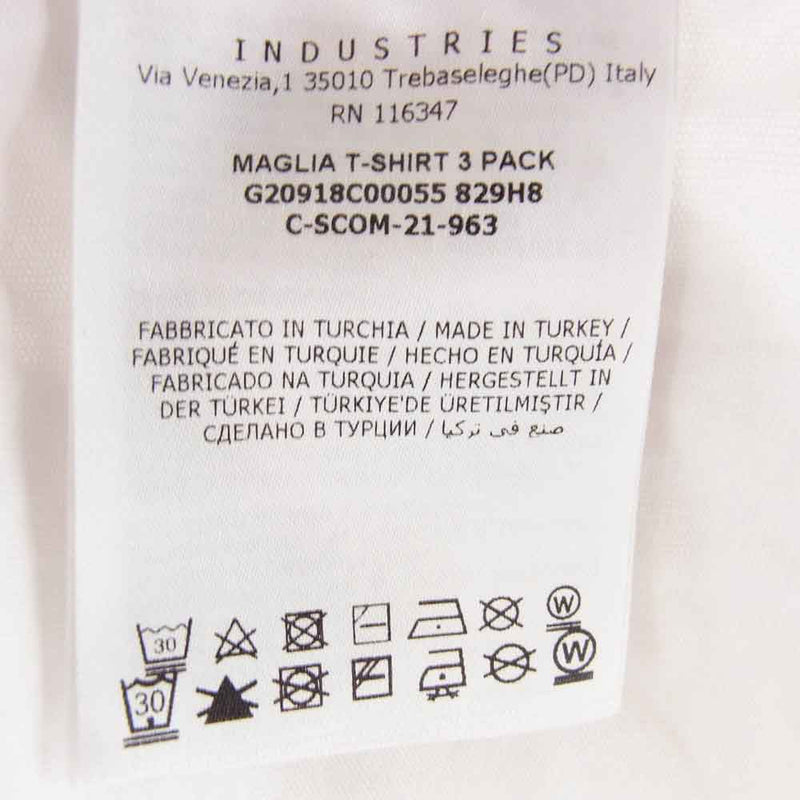 INDUSTRIES
Via Venezia,1 35010 Trebaseleghe(PD) Italy
RN 116347
MAGLIA T-SHIRT 3 PACK
G20918C00055 829H8
C-SCOM-21-963
FABBRICATO IN TURCHIA / MADE IN TURKEY /
FABRIQUÉ EN TURQUIE / HECHO EN TURQUÍA /
FABRICADO NA TURQUIA / HERGESTELLT IN
DER TÜRKEI / TÜRKIYE'DE ÜRETILMIŞTIR /
СДЕЛАНО В ТУРЦИИ / صنع في تركيا
30 W
30 W